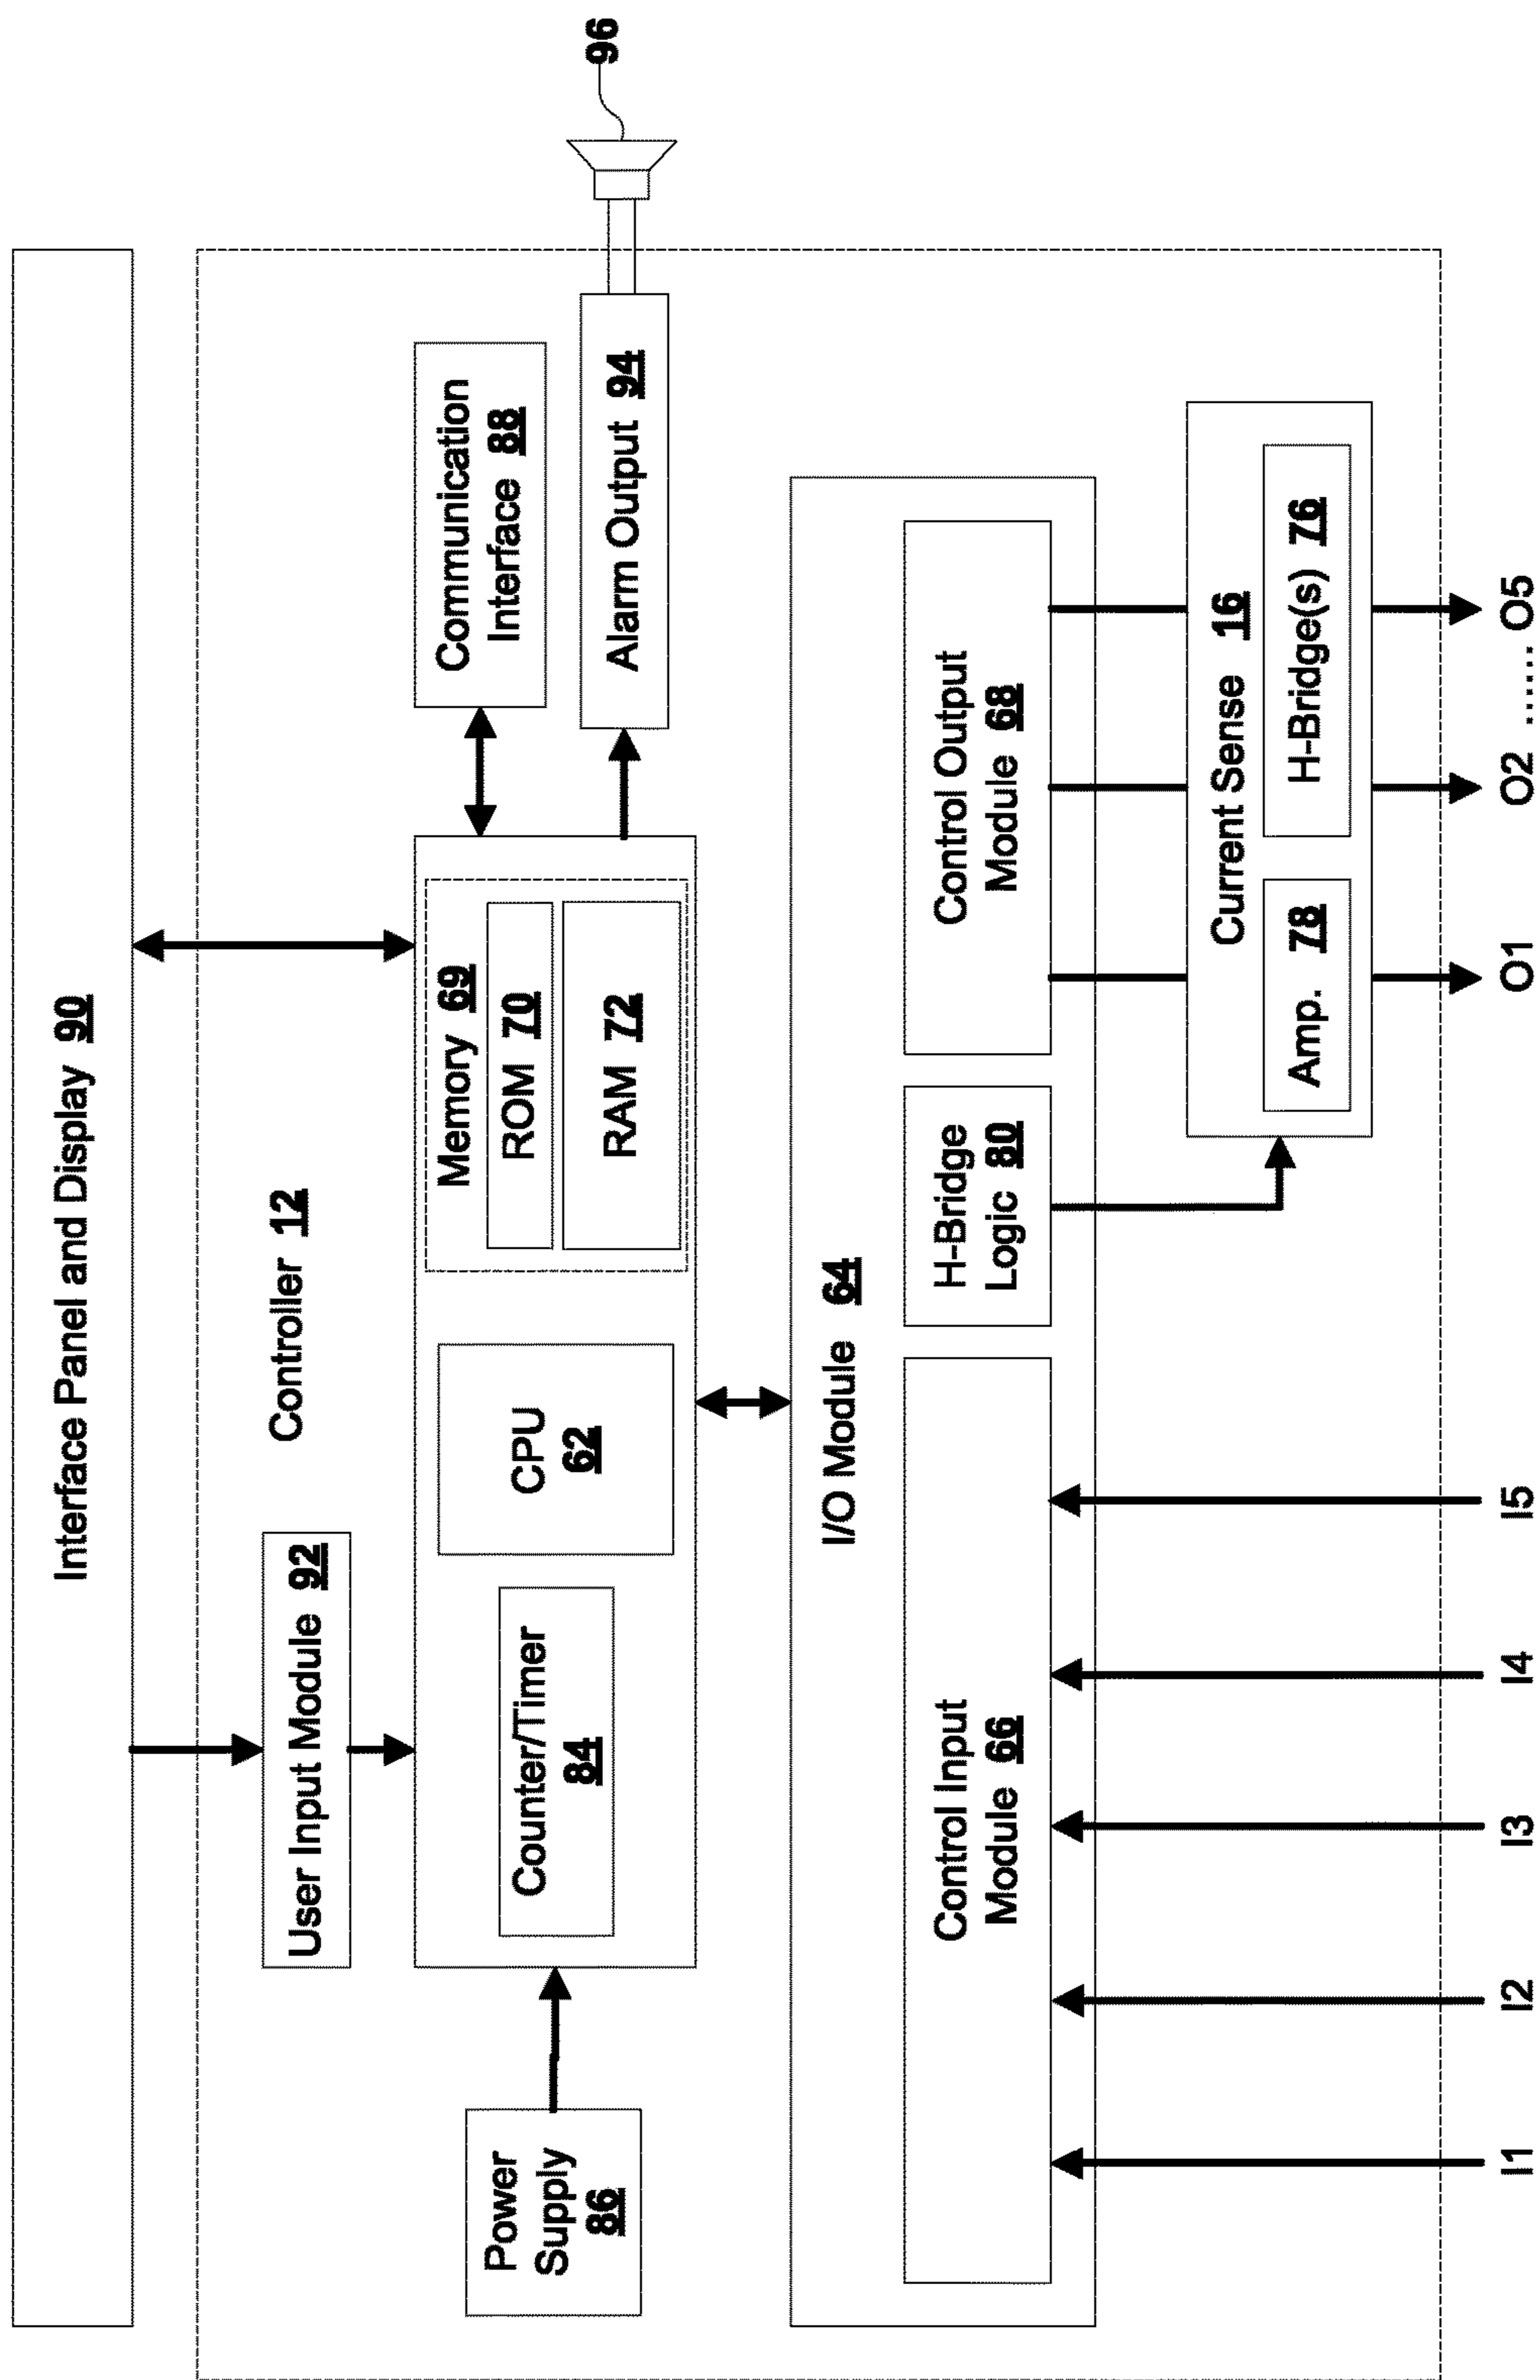 Interface Panel and Display 90
Controller 12
User Input Module 92
Power
Supply
86
Counter/Timer
84
CPU
62
Memory 69
ROM 70
RAM 72
Communication
Interface 88
Alarm Output 94
96
I/O Module 64
Control Input
Module 66
H-Bridge
Logic 80
Control Output
Module 68
Current Sense 16
Amp. 78
H-Bridge(s) 76
I1 I2 I3 I4 I5 O1 O2 ...... O5